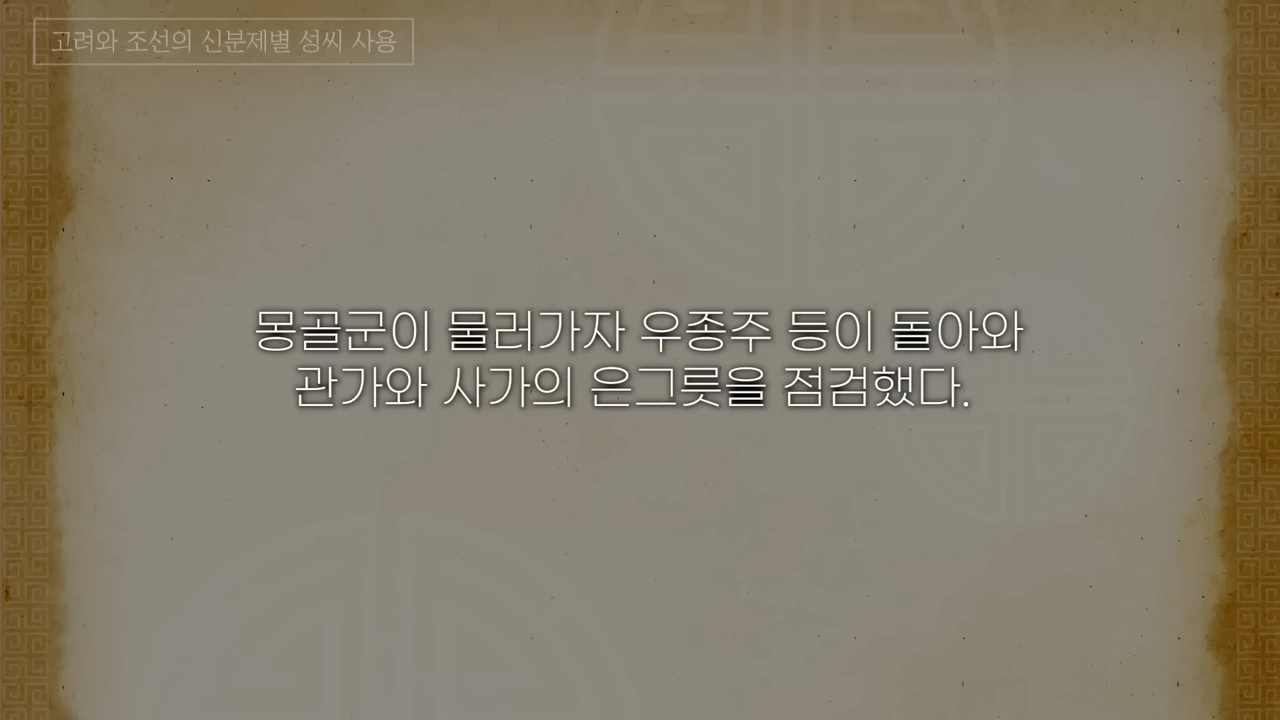 고려와 조선의 신분제별 성씨 사용
몽골군이 물러가자 우종주 등이 돌아와
관가와 사가의 은그릇을 점검했다.